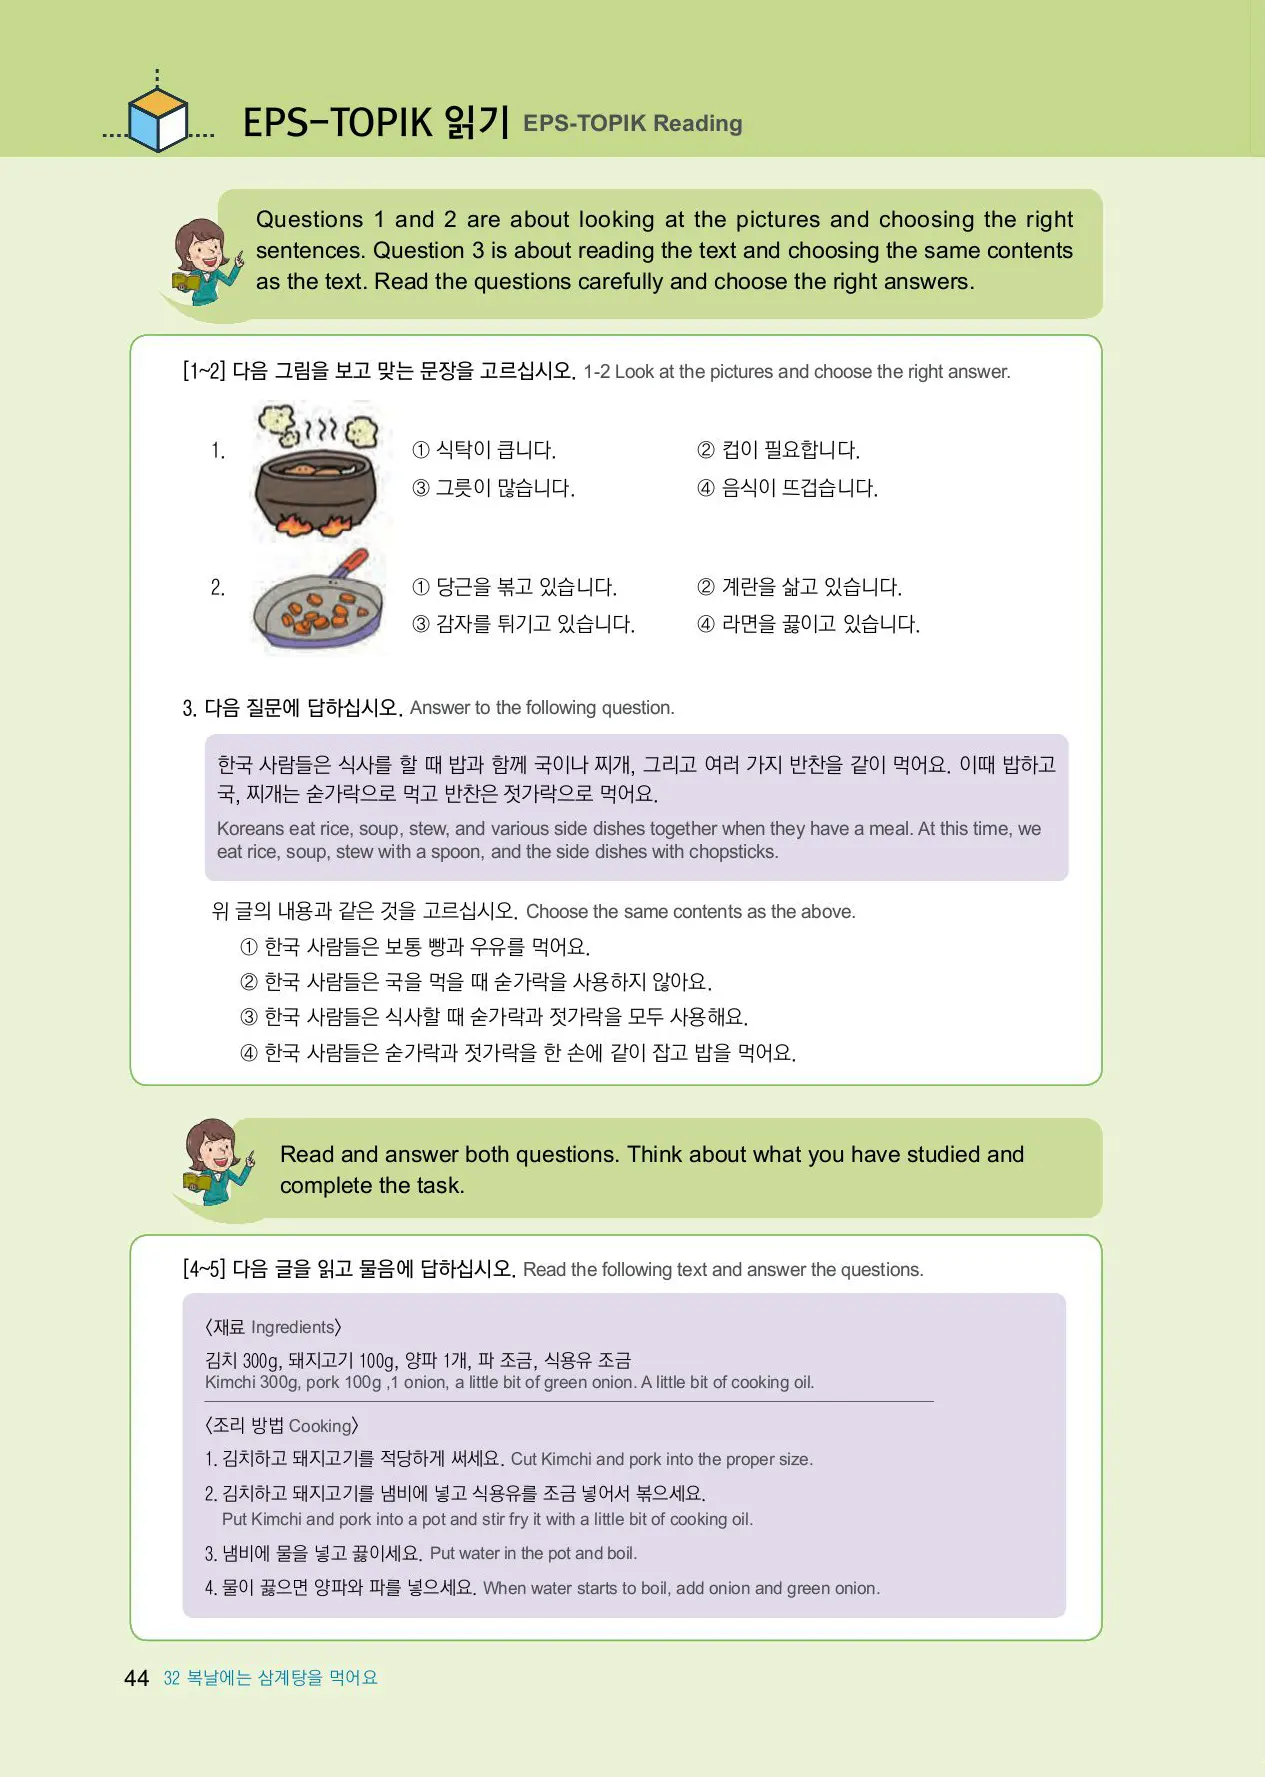 EPS-TOPIK 읽기 EPS-TOPIK Reading
Questions 1 and 2 are about looking at the pictures and choosing the right
sentences. Question 3 is about reading the text and choosing the same contents
as the text. Read the questions carefully and choose the right answers.
[1~2] 다음 그림을 보고 맞는 문장을 고르십시오. 1-2 Look at the pictures and choose the right answer.
1. ① 식탁이 큽니다. ② 컵이 필요합니다.
③ 그릇이 많습니다. ④ 음식이 뜨겁습니다.
2. ① 당근을 볶고 있습니다. ② 계란을 삶고 있습니다.
③ 감자를 튀기고 있습니다. ④ 라면을 끓이고 있습니다.
3. 다음 질문에 답하십시오. Answer to the following question.
한국 사람들은 식사를 할 때 밥과 함께 국이나 찌개, 그리고 여러 가지 반찬을 같이 먹어요. 이때 밥하고
국, 찌개는 숟가락으로 먹고 반찬은 젓가락으로 먹어요.
Koreans eat rice, soup, stew, and various side dishes together when they have a meal. At this time, we
eat rice, soup, stew with a spoon, and the side dishes with chopsticks.
위 글의 내용과 같은 것을 고르십시오. Choose the same contents as the above.
① 한국 사람들은 보통 빵과 우유를 먹어요.
② 한국 사람들은 국을 먹을 때 숟가락을 사용하지 않아요.
③ 한국 사람들은 식사할 때 숟가락과 젓가락을 모두 사용해요.
④ 한국 사람들은 숟가락과 젓가락을 한 손에 같이 잡고 밥을 먹어요.
Read and answer both questions. Think about what you have studied and
complete the task.
[4~5] 다음 글을 읽고 물음에 답하십시오. Read the following text and answer the questions.
〈재료 Ingredients〉
김치 300g, 돼지고기 100g, 양파 1개, 파 조금, 식용유 조금
Kimchi 300g, pork 100g ,1 onion, a little bit of green onion. A little bit of cooking oil.
〈조리 방법 Cooking〉
1. 김치하고 돼지고기를 적당하게 써세요. Cut Kimchi and pork into the proper size.
2. 김치하고 돼지고기를 냄비에 넣고 식용유를 조금 넣어서 볶으세요.
Put Kimchi and pork into a pot and stir fry it with a little bit of cooking oil.
3. 냄비에 물을 넣고 끓이세요. Put water in the pot and boil.
4. 물이 끓으면 양파와 파를 넣으세요. When water starts to boil, add onion and green onion.
44 32 복날에는 삼계탕을 먹어요